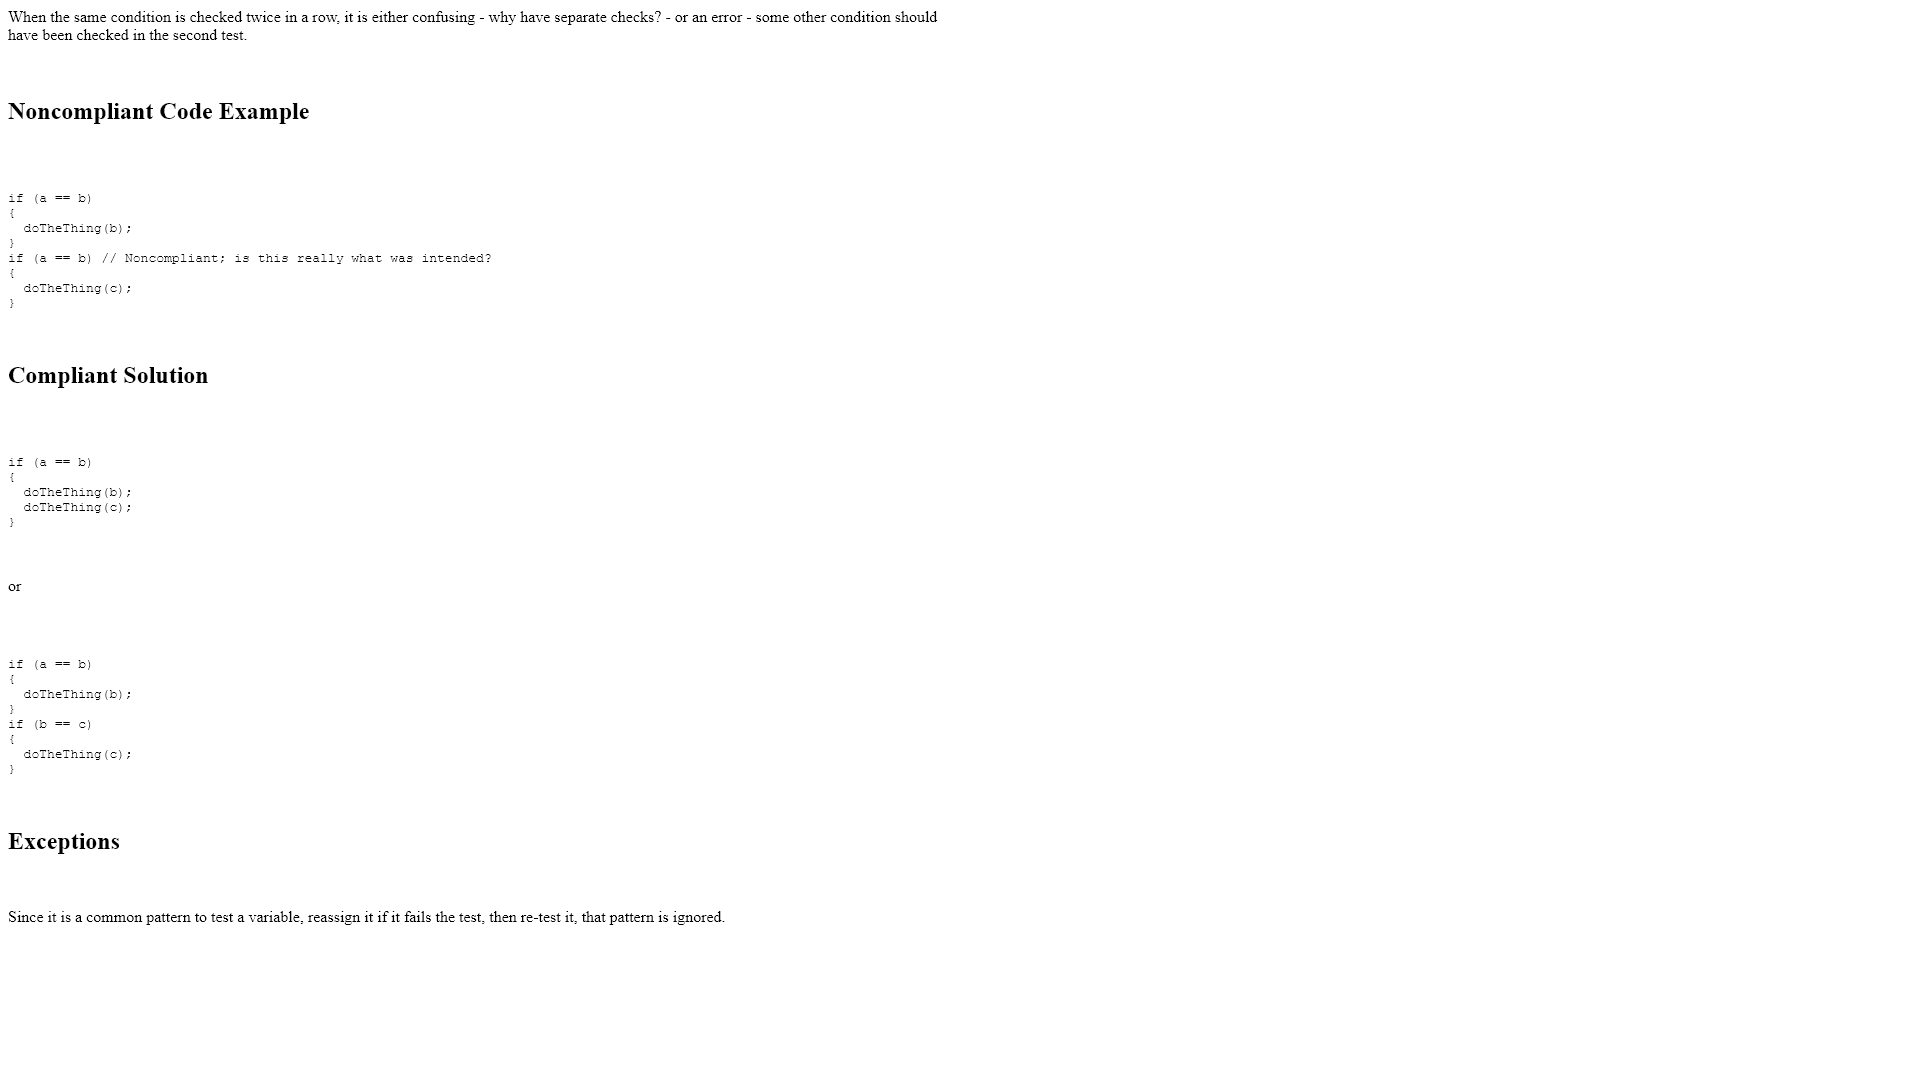 When the same condition is checked twice in a row, it is either confusing - why have separate checks? - or an error - some other condition should
have been checked in the second test.
Noncompliant Code Example
if (a == b)
{
  doTheThing(b);
}
if (a == b) // Noncompliant; is this really what was intended?
{
  doTheThing(c);
}
Compliant Solution
if (a == b)
{
  doTheThing(b);
  doTheThing(c);
}
or
if (a == b)
{
  doTheThing(b);
}
if (b == c)
{
  doTheThing(c);
}
Exceptions
Since it is a common pattern to test a variable, reassign it if it fails the test, then re-test it, that pattern is ignored.